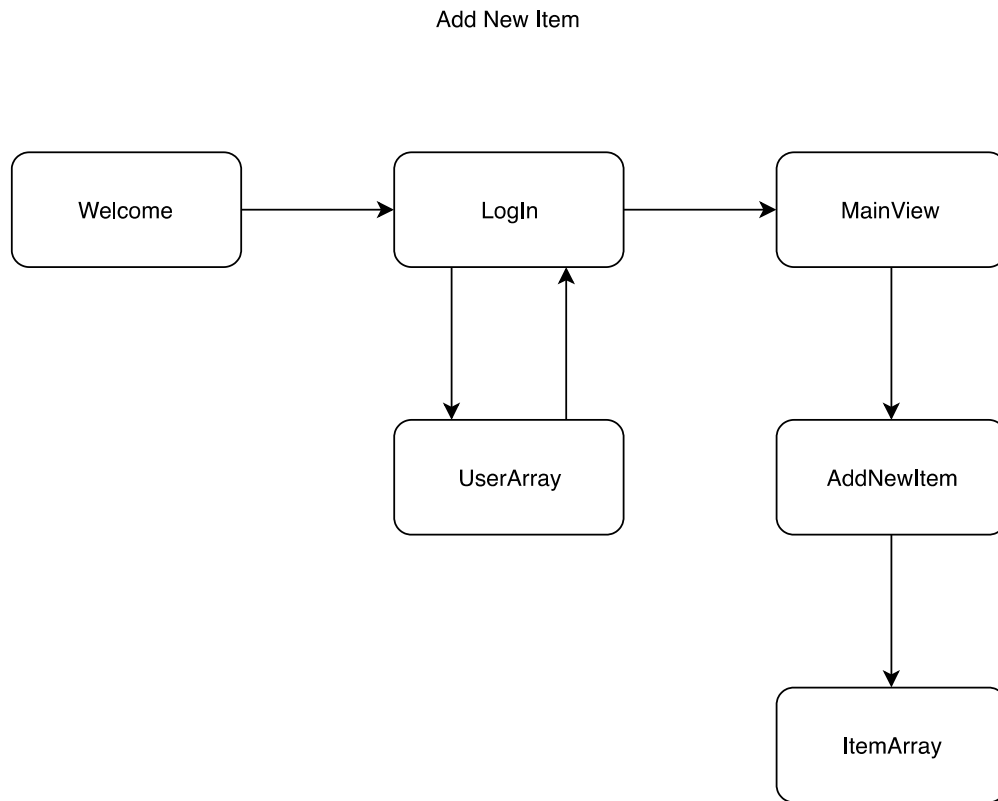 Add New Item
Welcome
LogIn
MainView
UserArray
AddNewItem
ItemArray